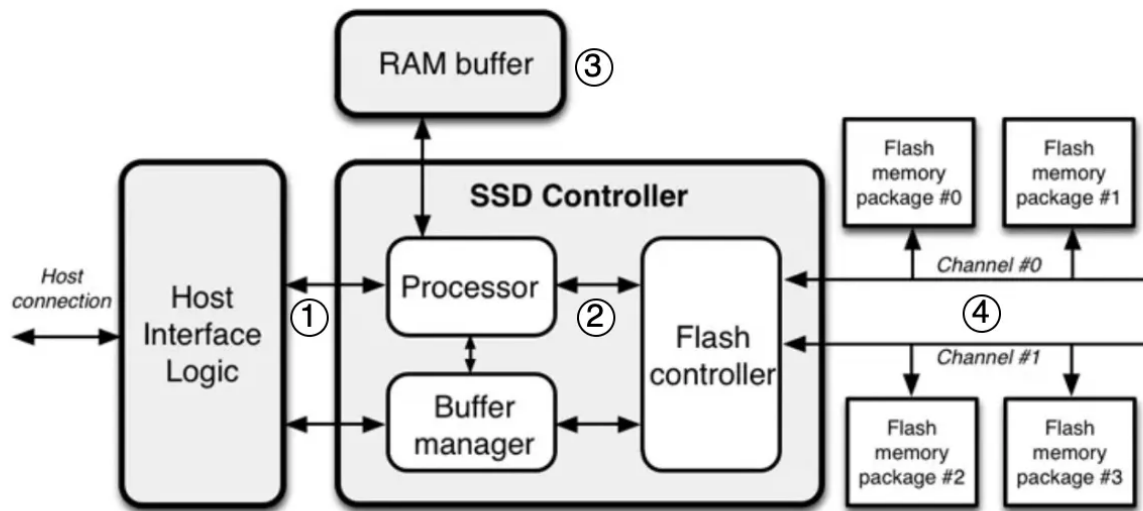 RAM buffer
③
SSD Controller
Host
connection
Host
Interface
Logic
①
Processor
②
Buffer
manager
Flash
controller
Flash
memory
package #0
Flash
memory
package #1
Channel #0
④
Channel #1
Flash
memory
package #2
Flash
memory
package #3